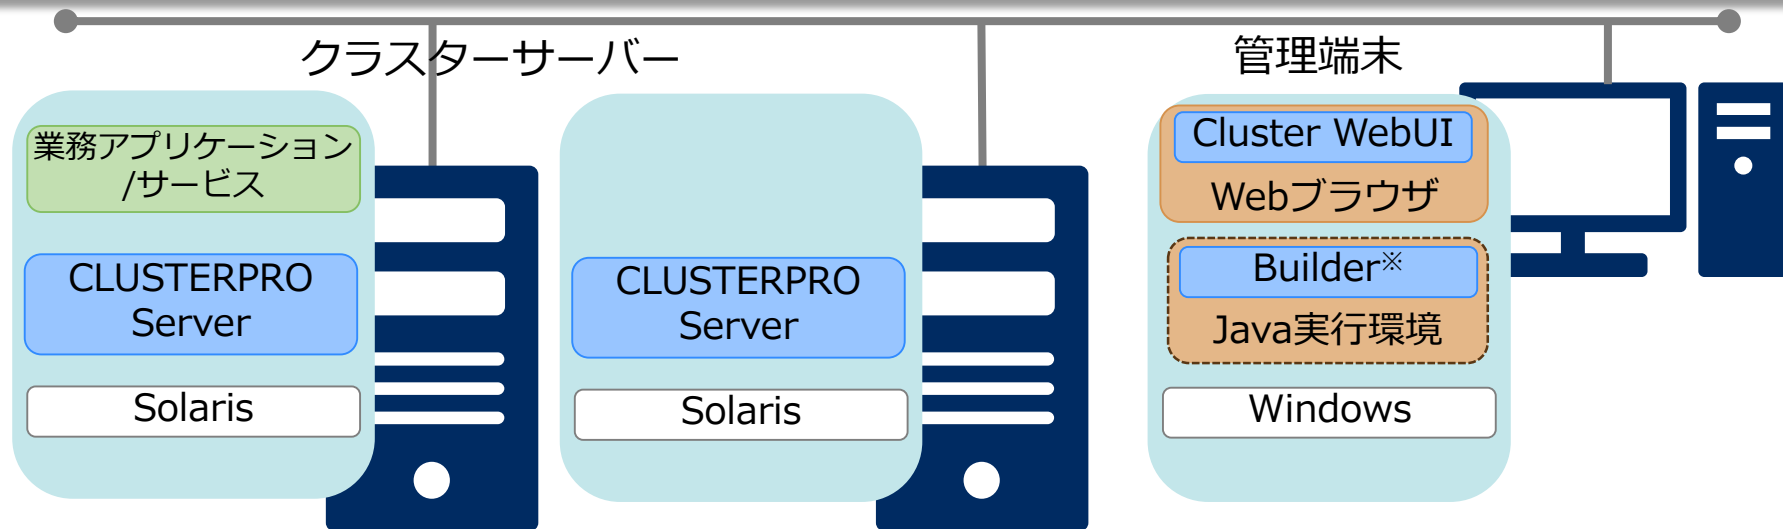 クラスターサーバー
管理端末
業務アプリケーション
/サービス
CLUSTERPRO
Server
Solaris
CLUSTERPRO
Server
Solaris
Cluster WebUI
Webブラウザ
Builder※
Java実行環境
Windows